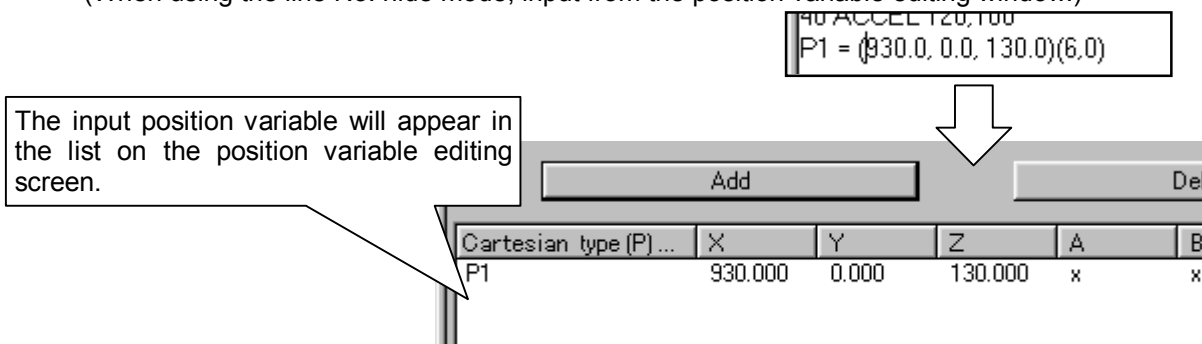 (When using the line No. hide mode, input from the position variable editing window.)
40 ACCEL 120,100
P1 = (930.0, 0.0, 130.0)(6,0)
The input position variable will appear in
the list on the position variable editing
screen.
Add
Del
Cartesian type (P) ... X Y Z A B
P1 930.000 0.000 130.000 x x